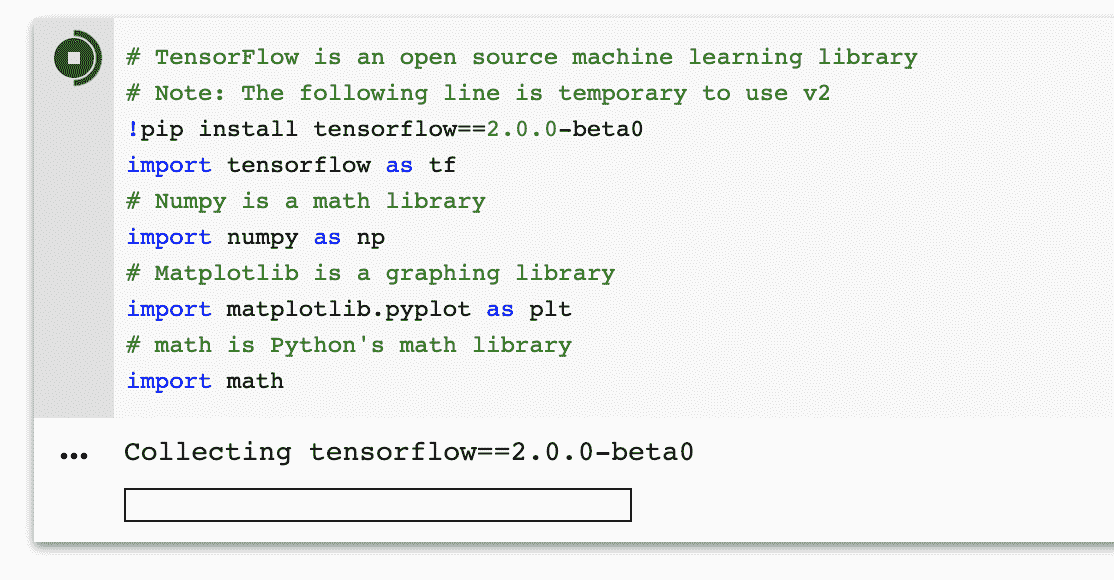 # TensorFlow is an open source machine learning library
# Note: The following line is temporary to use v2
!pip install tensorflow==2.0.0-beta0
import tensorflow as tf
# Numpy is a math library
import numpy as np
# Matplotlib is a graphing library
import matplotlib.pyplot as plt
# math is Python's math library
import math
... Collecting tensorflow==2.0.0-beta0